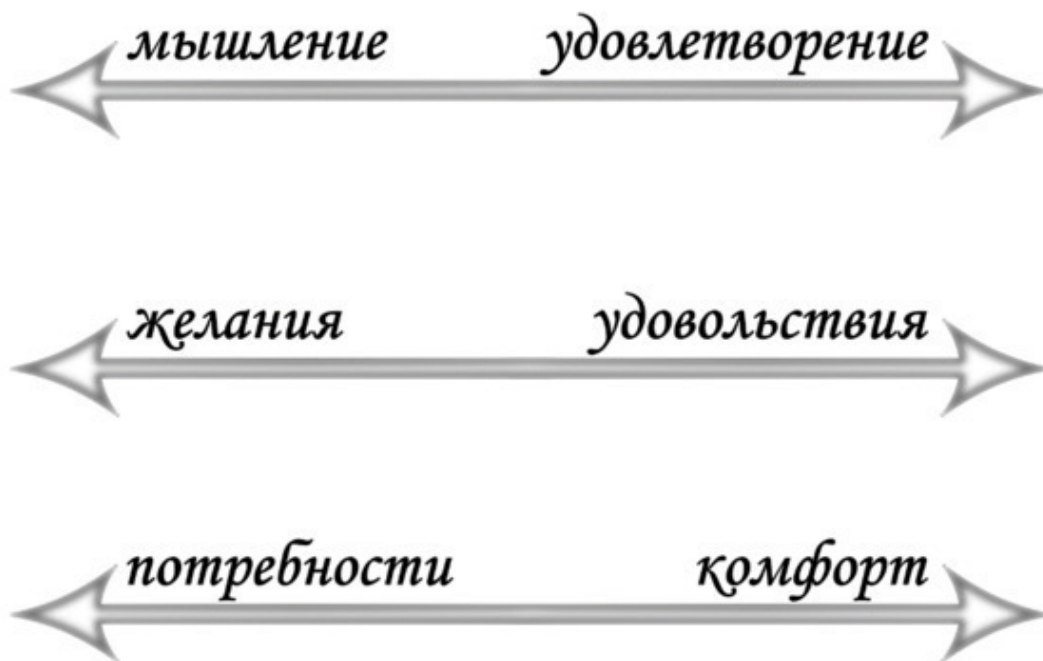 мышление удовлетворение
желания удовольствия
потребности комфорт